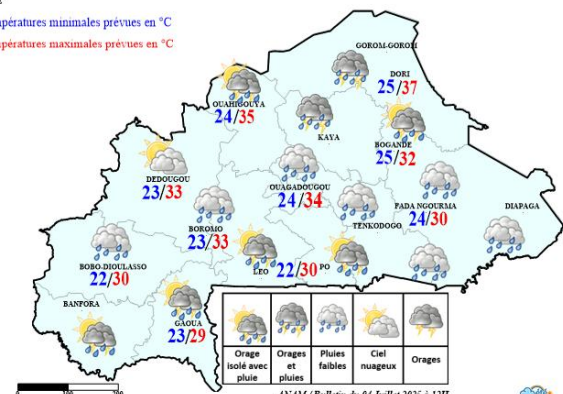 pératures minimales prévues en °C
pératures maximales prévues en °C
GOROM-GOROM
DORI
25/37
OUAHIGOUYA
24/35
KAYA
BOGANDE
25/32
DEDOUGOU
23/33
OUAGADOUGOU
24/34
FADA NGOURMA
24/30
DIAPAGA
BOROMO
23/33
TENKODOGO
BOBO-DIOULASSO
22/30
LEO
22/30
PO
BANFORA
GAOUA
23/29
Orage isolé avec pluie
Orages et pluies
Pluies faibles
Ciel nuageux
Orages